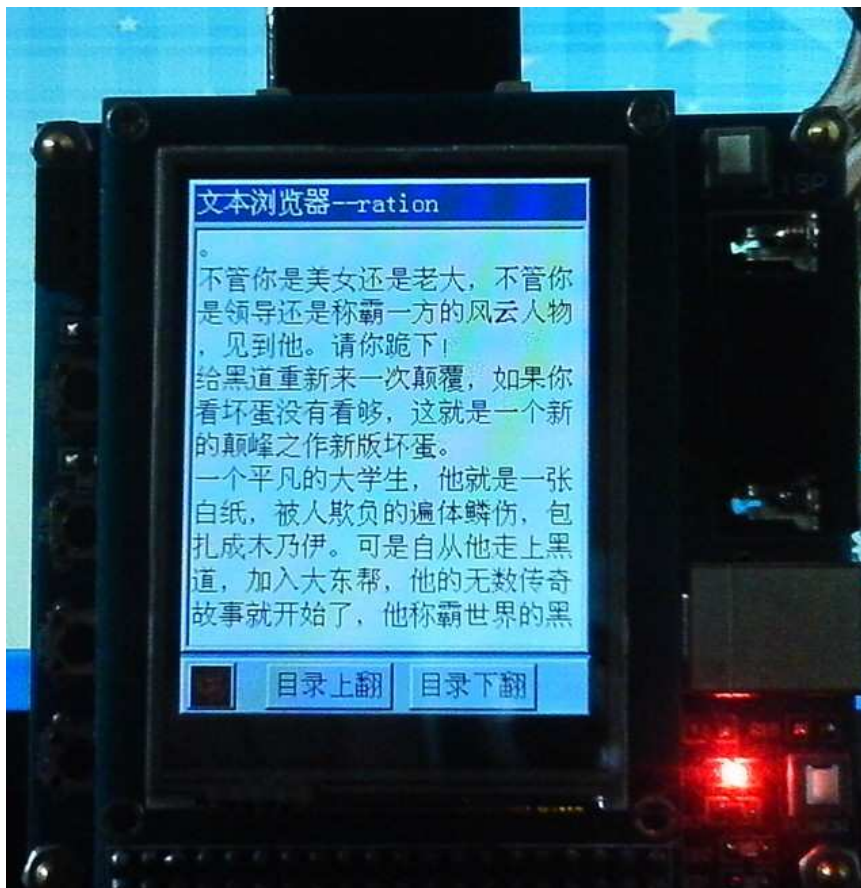 文本浏览器--ration
。
不管你是美女还是老大，不管你
是领导还是称霸一方的风云人物
，见到他。请你跪下！
给黑道重新来一次颠覆，如果你
看坏蛋没有看够，这就是一个新
的颠峰之作新版坏蛋。
一个平凡的大学生，他就是一张
白纸，被人欺负的遍体鳞伤，包
扎成木乃伊。可是自从他走上黑
道，加入大东帮，他的无数传奇
故事就开始了，他称霸世界的黑
目录上翻 目录下翻
ISP